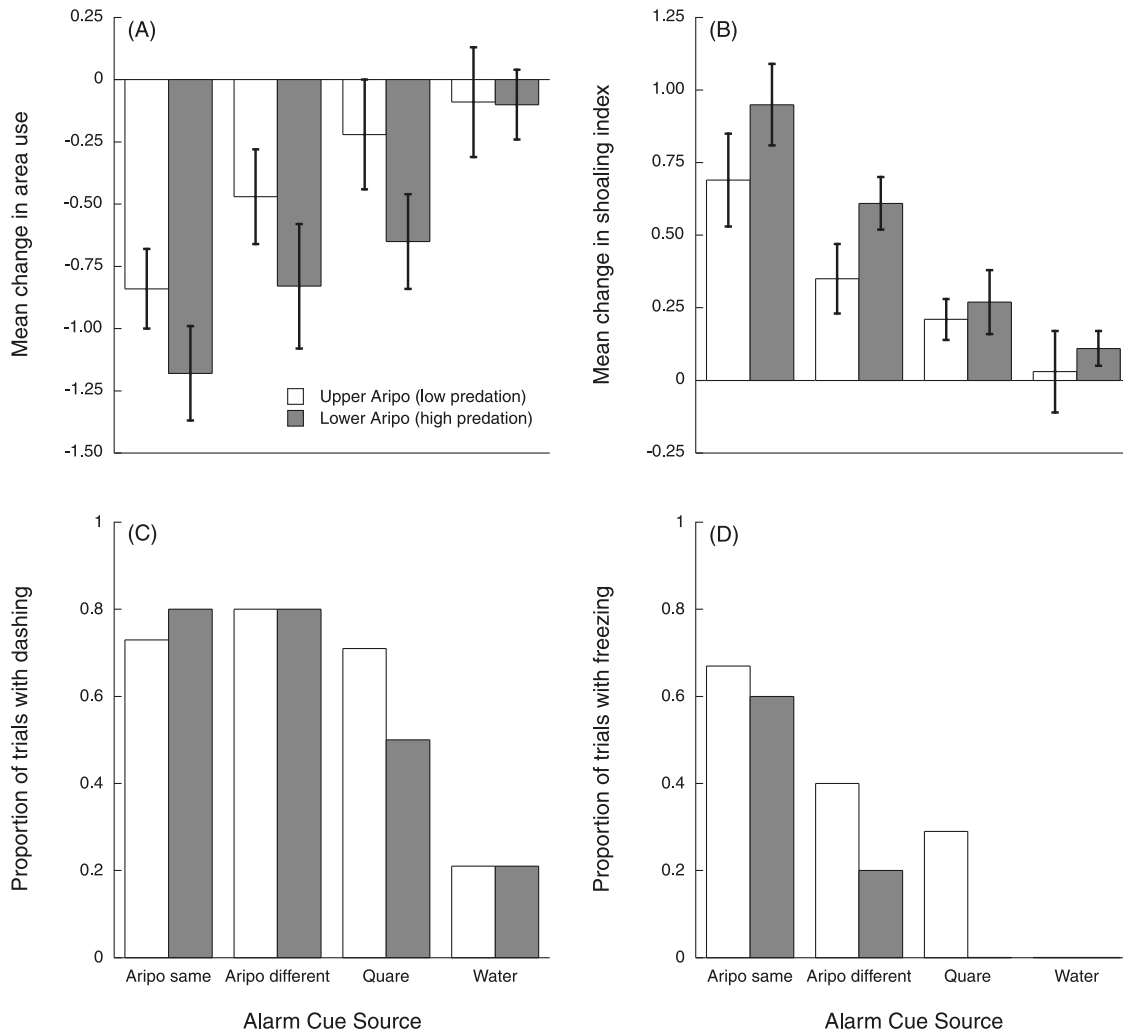 (A)
0.25
0
-0.25
-0.50
-0.75
-1.00
-1.25
-1.50
Mean change in area use
Upper Aripo (low predation)
Lower Aripo (high predation)
(B)
1.25
1.00
0.75
0.50
0.25
0
-0.25
Mean change in shoaling index
(C)
1
0.8
0.6
0.4
0.2
0
Proportion of trials with dashing
Aripo same
Aripo different
Quare
Water
Alarm Cue Source
(D)
1
0.8
0.6
0.4
0.2
0
Proportion of trials with freezing
Aripo same
Aripo different
Quare
Water
Alarm Cue Source